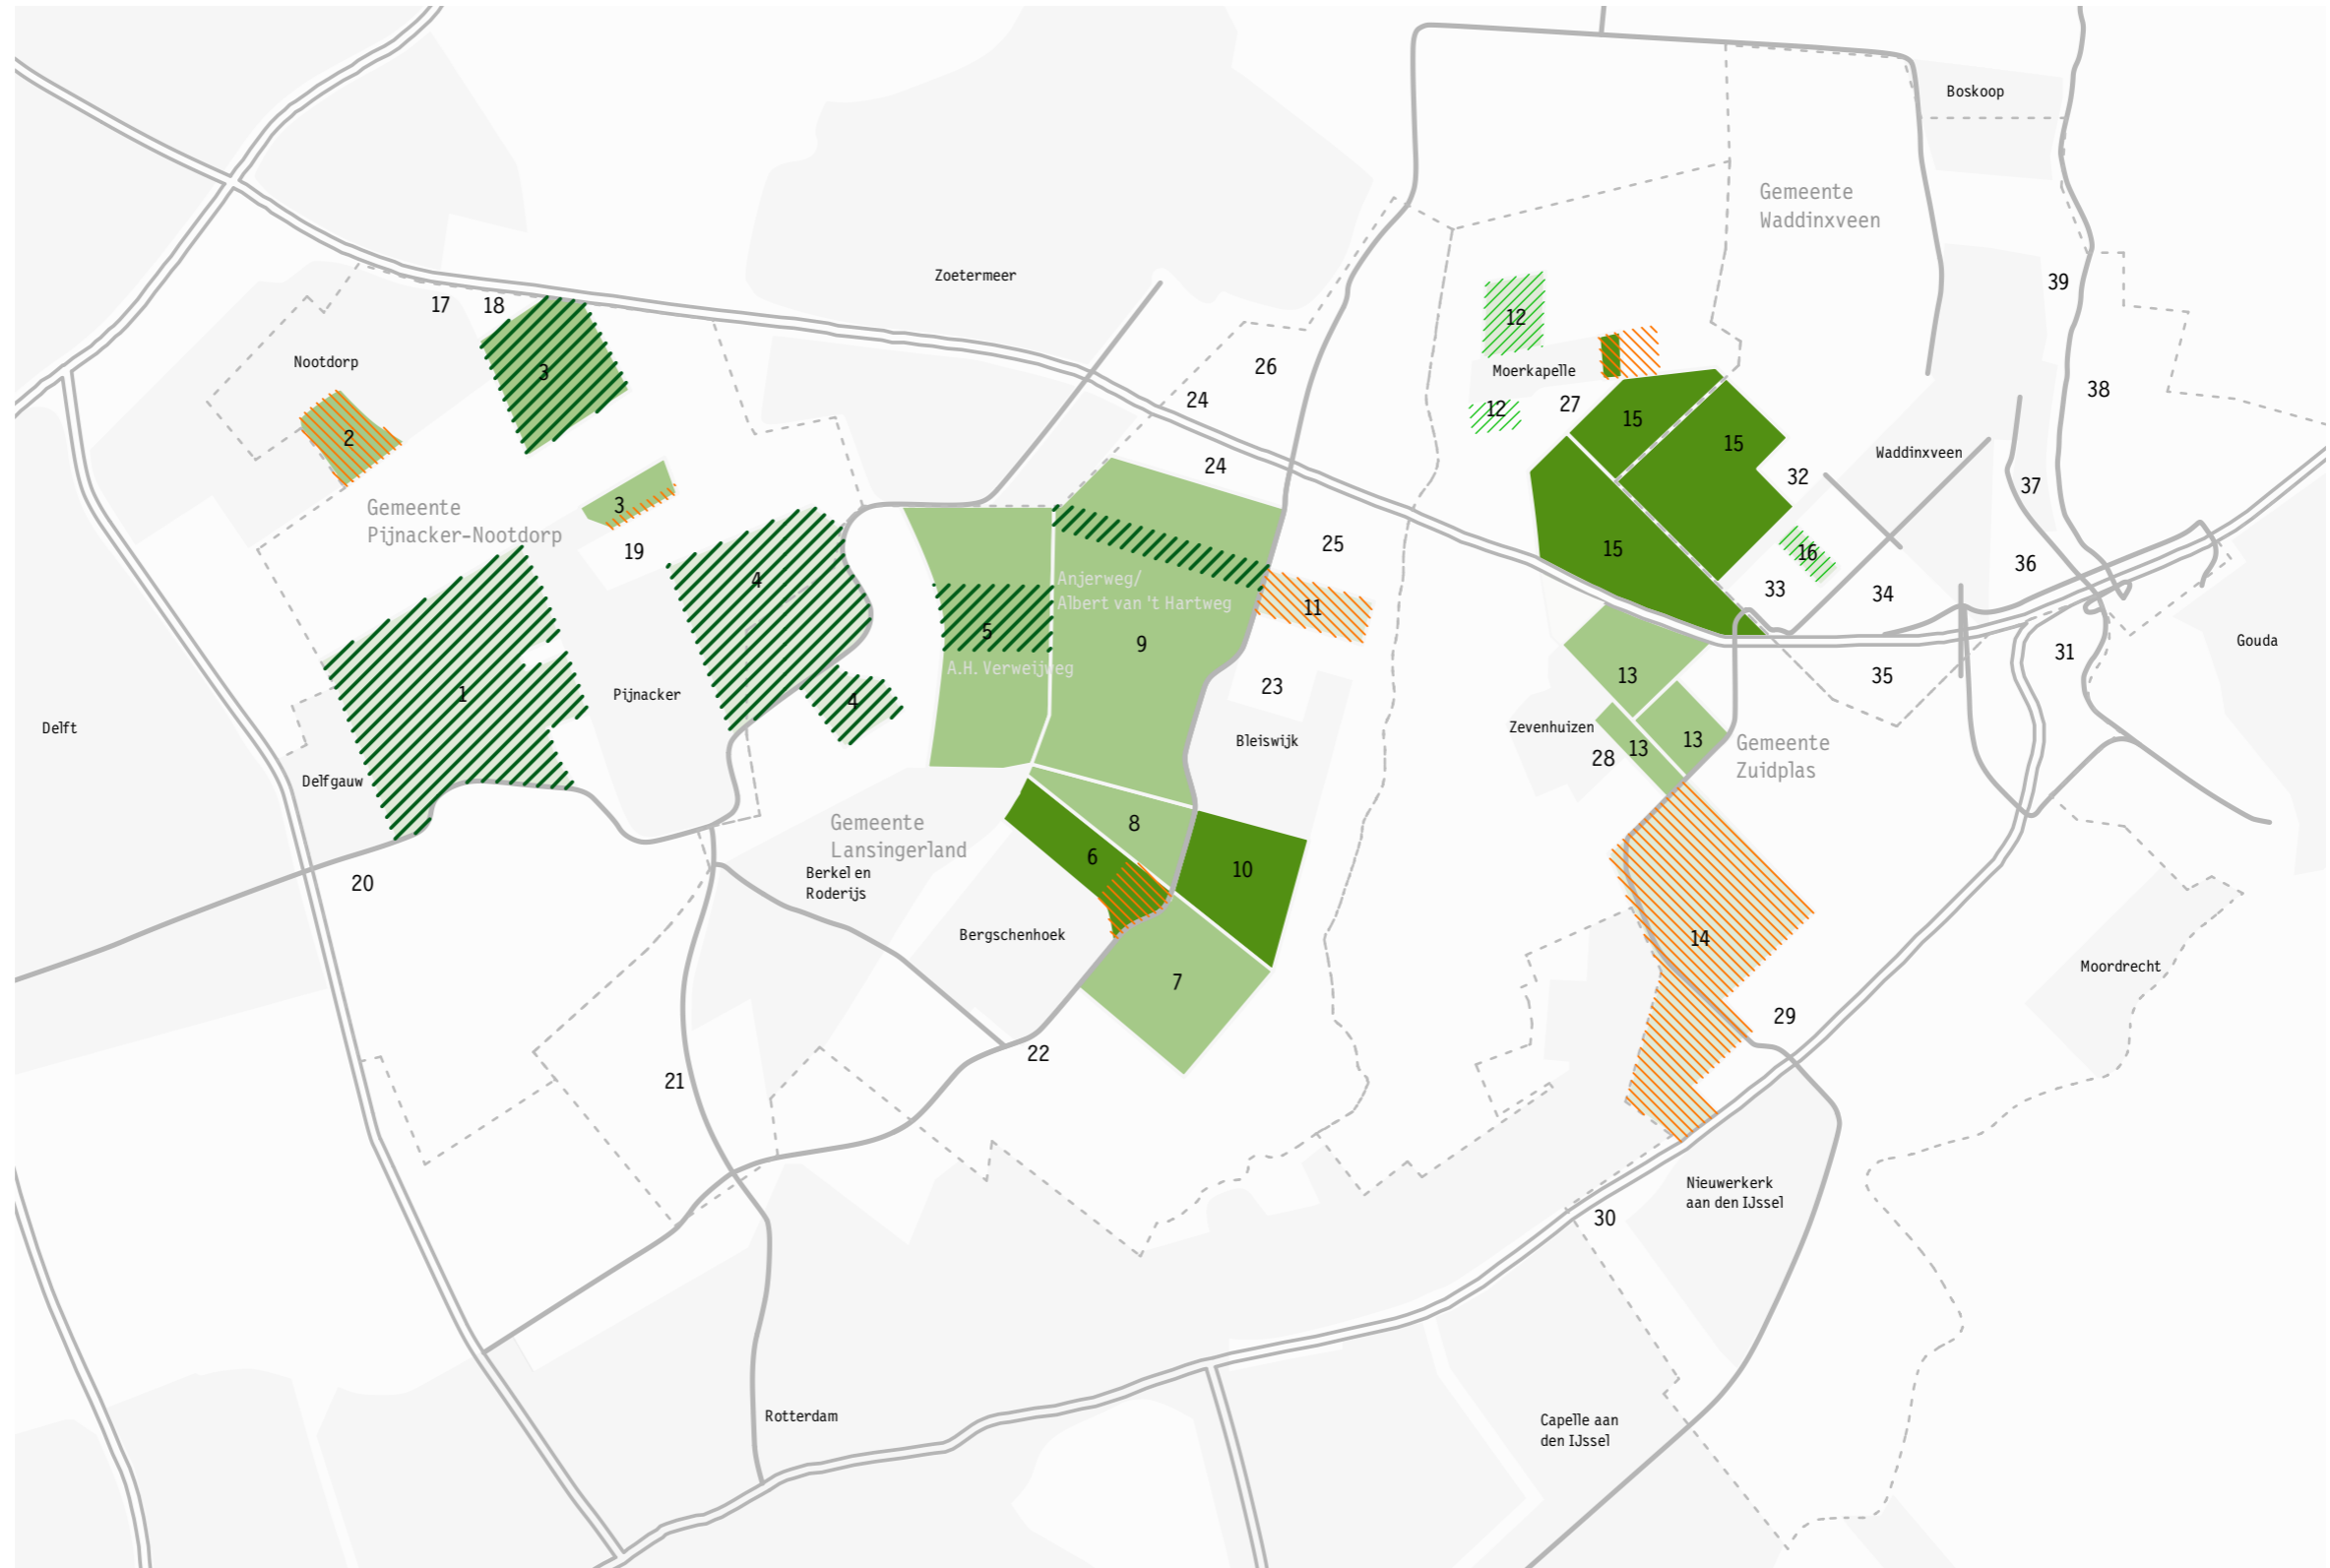 Boskoop
Gemeente
Waddinxveen
Zoetermeer
39
17
18
12
Nootdorp
26
3
Moerkapelle
24
38
12
27
15
2
15
Waddinxveen
24
32
37
3
Gemeente
Pijnacker-Nootdorp
25
19
15
16
36
4
Anjerweg/
Albert van 't Hartweg
33
34
11
5
9
Gouda
31
A.H. Verweijweg
13
35
23
1
Pijnacker
4
Delft
Zevenhuizen
Bleiswijk
13
13
Gemeente
Zuidplas
28
Delfgauw
Gemeente
Lansingerland
8
6
10
Berkel en
Roderijs
20
Bergschenhoek
14
Moordrecht
7
29
22
21
Nieuwerkerk
aan den IJssel
30
Rotterdam
Capelle aan
den IJssel